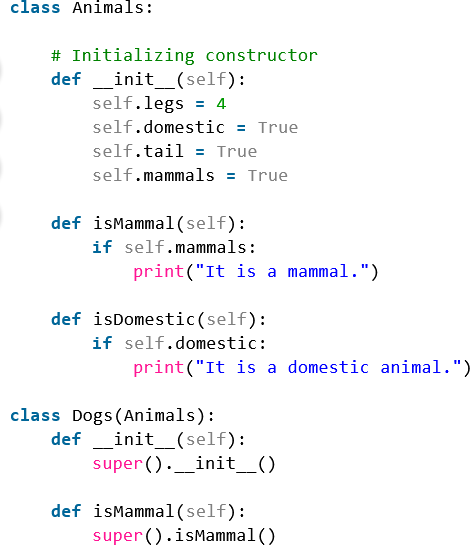 class Animals:

    # Initializing constructor
    def __init__(self):
        self.legs = 4
        self.domestic = True
        self.tail = True
        self.mammals = True

    def isMammal(self):
        if self.mammals:
            print("It is a mammal.")

    def isDomestic(self):
        if self.domestic:
            print("It is a domestic animal.")

class Dogs(Animals):
    def __init__(self):
        super().__init__()

    def isMammal(self):
        super().isMammal()